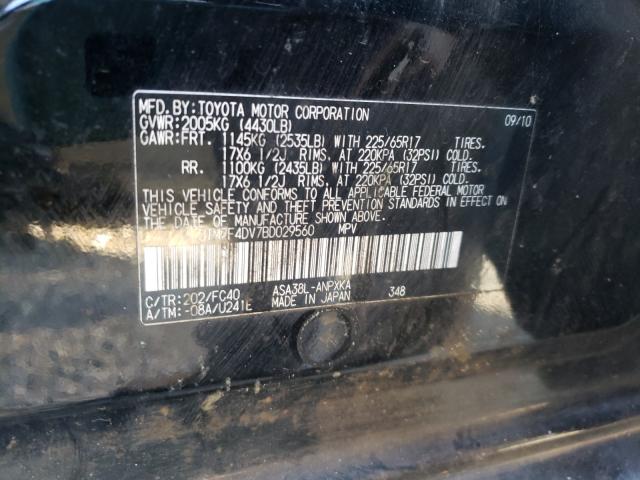 MFD. BY: TOYOTA MOTOR CORPORATION 09/10
GVWR: 2005KG (4430LB)
GAWR: FRT. 1145KG (2535LB) WITH 225/65R17 TIRES.
17X6 1/2J RIMS, AT 220KPA (32PSI) COLD.
RR. 1100KG (2435LB) WITH 225/65R17 TIRES.
17X6 1/2J RIMS, AT 220KPA (32PSI) COLD.
THIS VEHICLE CONFORMS TO ALL APPLICABLE FEDERAL MOTOR
VEHICLE SAFETY AND THEFT PREVENTION STANDARDS IN EFFECT ON
THE DATE OF MANUFACTURE SHOWN ABOVE.
F4DV7BD029560 MPV
C/TR: 202/FC40 ASA38L-ANPXKA 348
A/TM: -08A/U241E MADE IN JAPAN